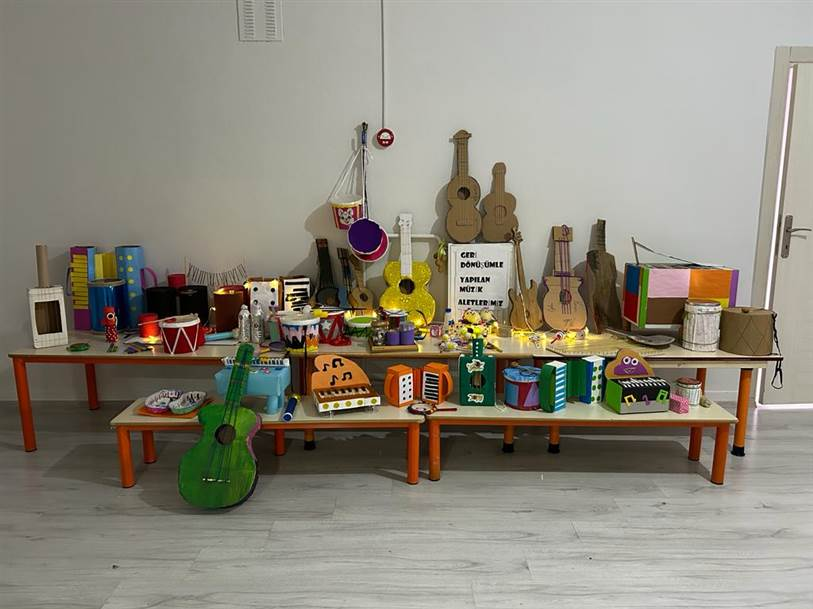 GERİ
DÖNÜŞÜMLE
YAPILAN
MÜZİK
ALETLERİMİZ